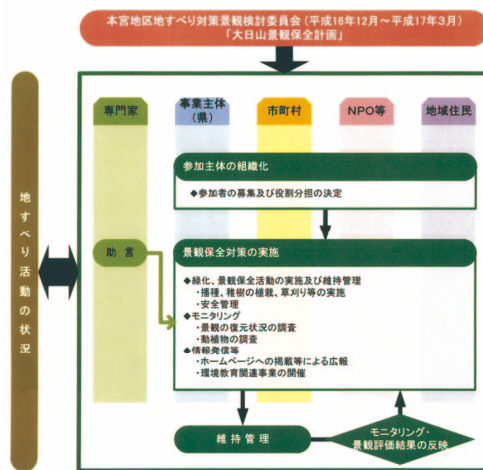 本宮地区地すべり対策景観検討委員会（平成16年12月～平成17年3月）
「大日山景観保全計画」
専門家
事業主体
（県）
市町村
NPO等
地域住民
参加主体の組織化
◆参加者の募集及び役割分担の決定
地すべり活動の状況
助言
景観保全対策の実施
◆緑化、景観保全活動の実施及び維持管理
・播種、稚樹の植栽、草刈り等の実施
・安全管理
◆モニタリング
・景観の復元状況の調査
・動植物の調査
◆情報発信等
・ホームページへの掲載等による広報
・環境教育関連事業の開催
維持管理
モニタリング・
景観評価結果の反映